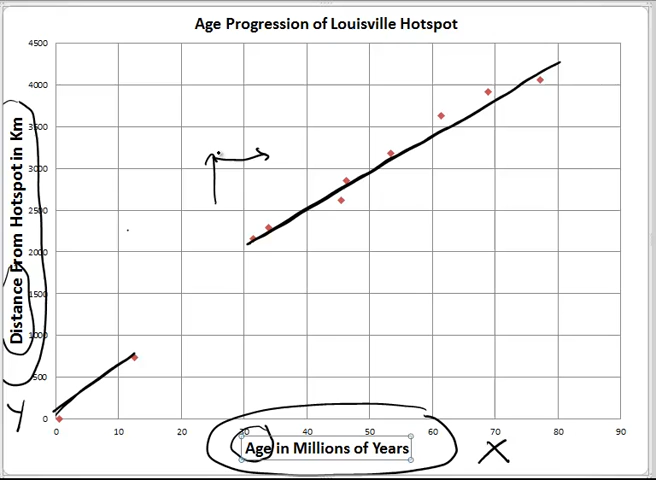 Age Progression of Louisville Hotspot
4500
4000
3500
3000
2500
2000
1500
1000
500
0
Distance From Hotspot in Km
Y
0 10 20 30 40 50 60 70 80 90
Age in Millions of Years
X